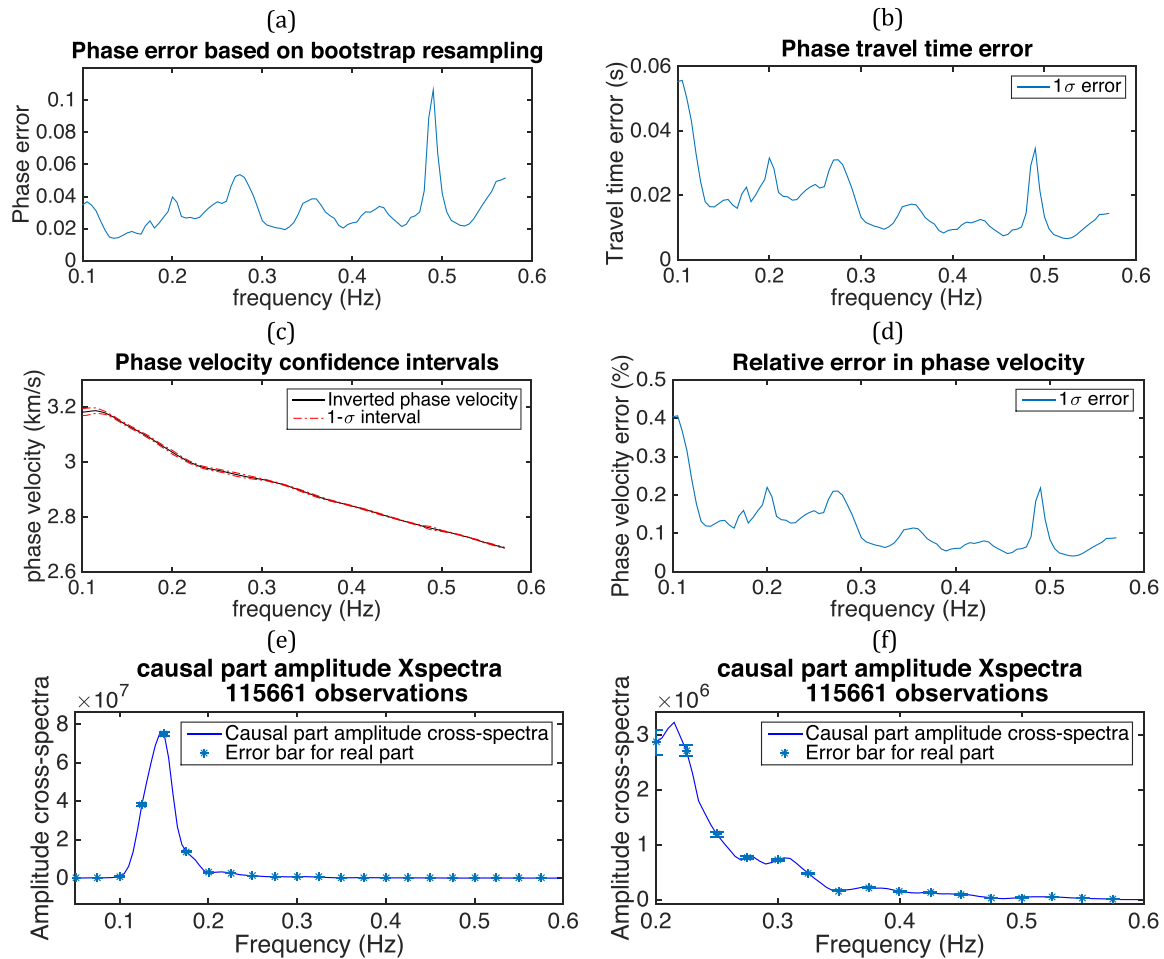 (a)
Phase error based on bootstrap resampling
Phase error
0.1
0.08
0.06
0.04
0.02
0
0.1 0.2 0.3 0.4 0.5 0.6
frequency (Hz)
(b)
Phase travel time error
Travel time error (s)
0.06
0.04
0.02
0
1σ error
0.1 0.2 0.3 0.4 0.5 0.6
frequency (Hz)
(c)
Phase velocity confidence intervals
phase velocity (km/s)
3.2
3
2.8
2.6
Inverted phase velocity
1-σ interval
0.1 0.2 0.3 0.4 0.5 0.6
frequency (Hz)
(d)
Relative error in phase velocity
Phase velocity error (%)
0.5
0.4
0.3
0.2
0.1
0
1σ error
0.1 0.2 0.3 0.4 0.5 0.6
frequency (Hz)
(e)
causal part amplitude Xspectra
115661 observations
×10⁷
Amplitude cross-spectra
8
6
4
2
0
Causal part amplitude cross-spectra
Error bar for real part
0.1 0.2 0.3 0.4 0.5 0.6
Frequency (Hz)
(f)
causal part amplitude Xspectra
115661 observations
×10⁶
Amplitude cross-spectra
3
2
1
0
Causal part amplitude cross-spectra
Error bar for real part
0.2 0.3 0.4 0.5 0.6
Frequency (Hz)